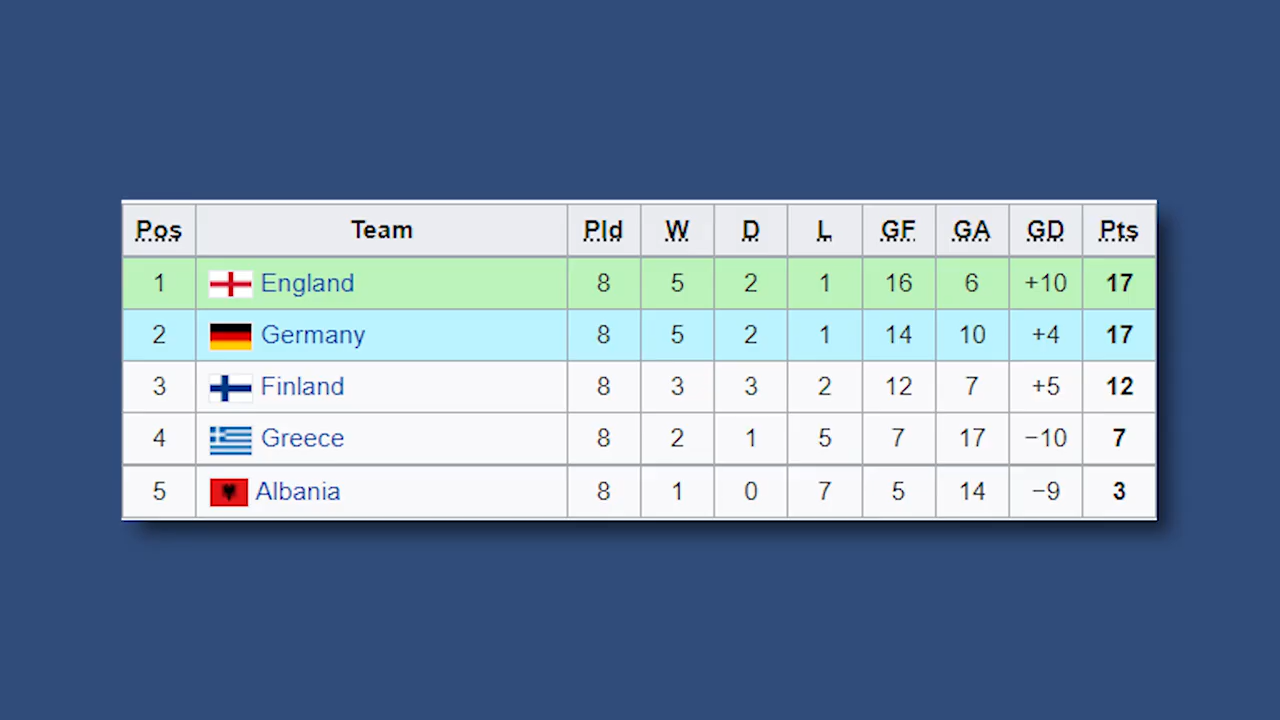 Pos Team Pld W D L GF GA GD Pts
1 England 8 5 2 1 16 6 +10 17
2 Germany 8 5 2 1 14 10 +4 17
3 Finland 8 3 3 2 12 7 +5 12
4 Greece 8 2 1 5 7 17 −10 7
5 Albania 8 1 0 7 5 14 −9 3